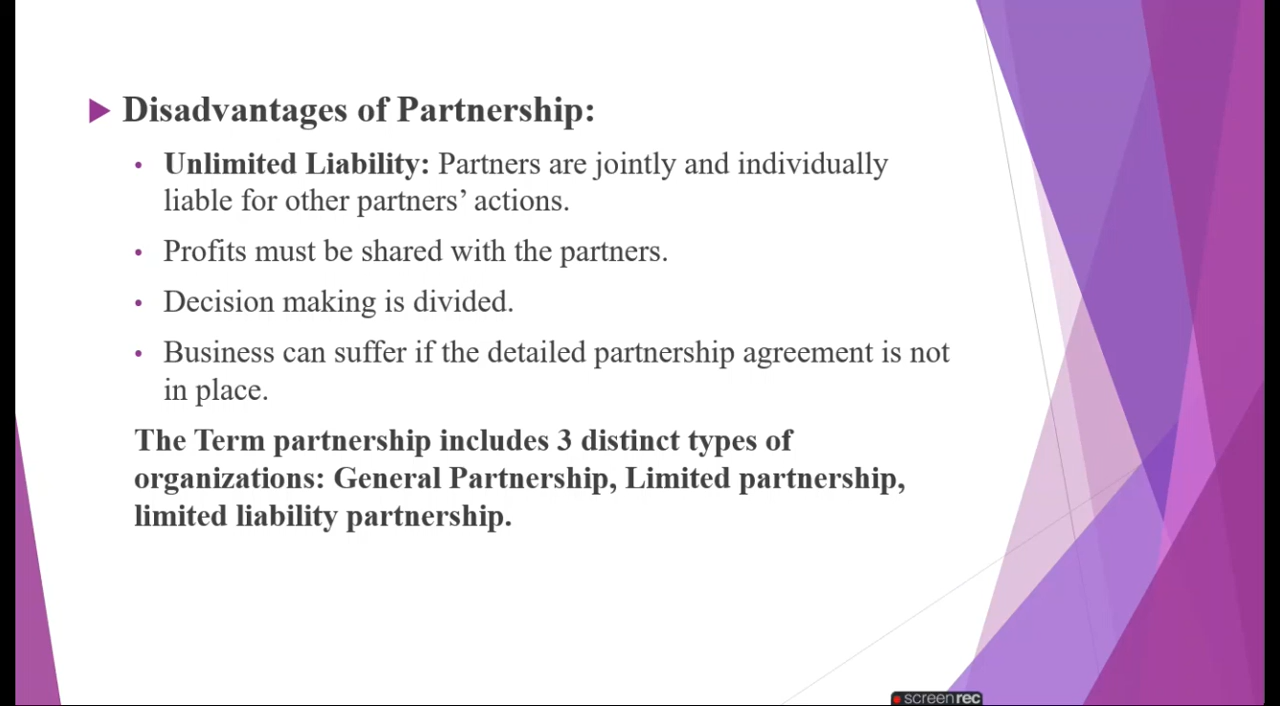 Disadvantages of Partnership:
• Unlimited Liability: Partners are jointly and individually
liable for other partners’ actions.
• Profits must be shared with the partners.
• Decision making is divided.
• Business can suffer if the detailed partnership agreement is not
in place.
The Term partnership includes 3 distinct types of
organizations: General Partnership, Limited partnership,
limited liability partnership.
screenrec